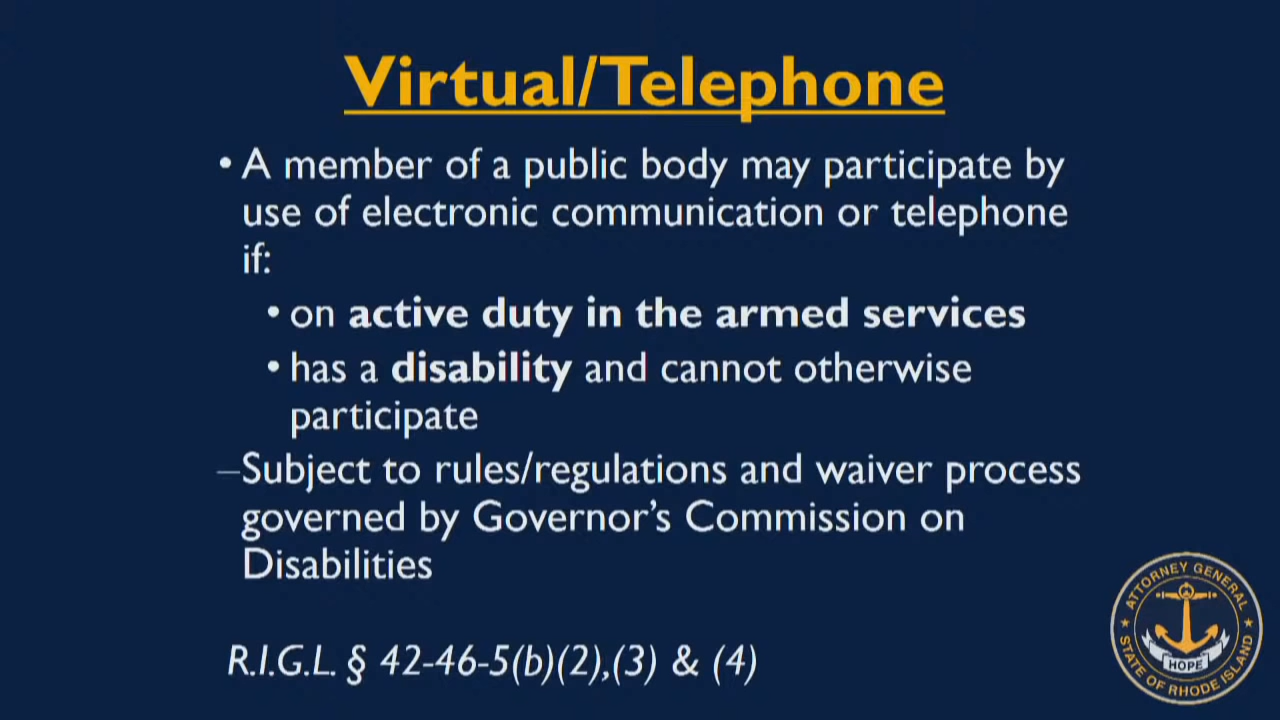 Virtual/Telephone
• A member of a public body may participate by
use of electronic communication or telephone
if:
• on active duty in the armed services
• has a disability and cannot otherwise
participate
–Subject to rules/regulations and waiver process
governed by Governor’s Commission on
Disabilities
R.I.G.L. § 42-46-5(b)(2),(3) & (4)
ATTORNEY GENERAL
HOPE
STATE OF RHODE ISLAND